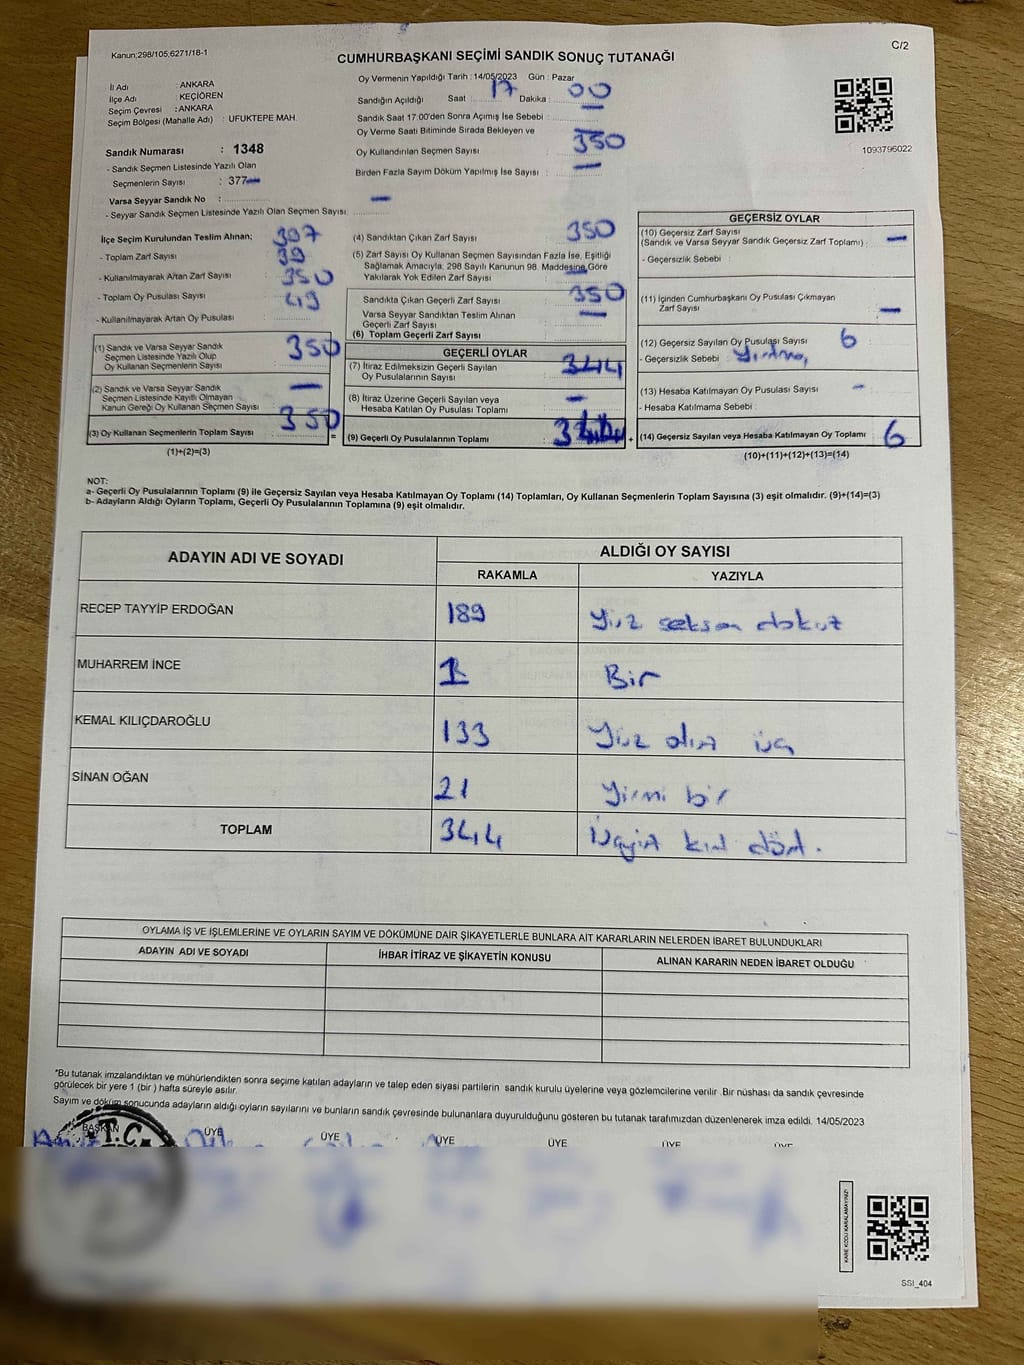 Kanun;298/105,6271/18-1
C/2
CUMHURBAŞKANI SEÇİMİ SANDIK SONUÇ TUTANAĞI
İl Adı : ANKARA
İlçe Adı : KEÇİÖREN
Seçim Çevresi : ANKARA
Seçim Bölgesi (Mahalle Adı) : UFUKTEPE MAH.
Sandık Numarası : 1348
- Sandık Seçmen Listesinde Yazılı Olan
Seçmenlerin Sayısı : 377
Varsa Seyyar Sandık No : —
- Seyyar Sandık Seçmen Listesinde Yazılı Olan Seçmen Sayısı:
Oy Vermenin Yapıldığı Tarih : 14/05/2023 Gün : Pazar
Sandığın Açıldığı Saat : 17 Dakika : 00
Sandık Saat 17:00'den Sonra Açımış İse Sebebi : —
Oy Verme Saati Bitiminde Sırada Bekleyen ve
Oy Kullandırılan Seçmen Sayısı : 350
Birden Fazla Sayım Döküm Yapılmış İse Sayısı : —
1093796022
İlçe Seçim Kurulundan Teslim Alınan; 397
- Toplam Zarf Sayısı : 39
- Kullanılmayarak Artan Zarf Sayısı : 350
- Toplam Oy Pusulası Sayısı : 49
- Kullanılmayarak Artan Oy Pusulası :
(1) Sandık ve Varsa Seyyar Sandık
Seçmen Listesinde Yazılı Olup
Oy Kullanan Seçmenlerin Sayısı 350
(2) Sandık ve Varsa Seyyar Sandık
Seçmen Listesinde Kayıtlı Olmayan
Kanun Gereği Oy Kullanan Seçmen Sayısı —
(3) Oy Kullanan Seçmenlerin Toplam Sayısı 350 =
(1)+(2)=(3)
(4) Sandıktan Çıkan Zarf Sayısı 350
(5) Zarf Sayısı Oy Kullanan Seçmen Sayısından Fazla İse, Eşitliği
Sağlamak Amacıyla; 298 Sayılı Kanunun 98. Maddesine Göre
Yakılarak Yok Edilen Zarf Sayısı : —
Sandıkta Çıkan Geçerli Zarf Sayısı : 350
Varsa Seyyar Sandıktan Teslim Alınan
Geçerli Zarf Sayısı : —
(6) Toplam Geçerli Zarf Sayısı
GEÇERLİ OYLAR
(7) İtiraz Edilmeksizin Geçerli Sayılan
Oy Pusulalarının Sayısı : 344
(8) İtiraz Üzerine Geçerli Sayılan veya
Hesaba Katılan Oy Pusulası Toplamı : —
(9) Geçerli Oy Pusulalarının Toplamı : 344 +
GEÇERSİZ OYLAR
(10) Geçersiz Zarf Sayısı
(Sandık ve Varsa Seyyar Sandık Geçersiz Zarf Toplamı) : —
- Geçersizlik Sebebi :
(11) İçinden Cumhurbaşkanı Oy Pusulası Çıkmayan
Zarf Sayısı : —
(12) Geçersiz Sayılan Oy Pusulası Sayısı : 6
- Geçersizlik Sebebi :
(13) Hesaba Katılmayan Oy Pusulası Sayısı : —
- Hesaba Katılmama Sebebi :
(14) Geçersiz Sayılan veya Hesaba Katılmayan Oy Toplamı : 6
(10)+(11)+(12)+(13)=(14)
NOT:
a- Geçerli Oy Pusulalarının Toplamı (9) ile Geçersiz Sayılan veya Hesaba Katılmayan Oy Toplamı (14) Toplamları, Oy Kullanan Seçmenlerin Toplam Sayısına (3) eşit olmalıdır. (9)+(14)=(3)
b- Adayların Aldığı Oyların Toplamı, Geçerli Oy Pusulalarının Toplamına (9) eşit olmalıdır.
ADAYIN ADI VE SOYADI ALDIĞI OY SAYISI
RAKAMLA YAZIYLA
RECEP TAYYİP ERDOĞAN 189 Yüz seksen dokuz
MUHARREM İNCE 1 Bir
KEMAL KILIÇDAROĞLU 133 Yüz otuz üç
SİNAN OĞAN 21 Yirmi bir
TOPLAM 344 Üçyüz kırk dört.
OYLAMA İŞ VE İŞLEMLERİNE VE OYLARIN SAYIM VE DÖKÜMÜNE DAİR ŞİKAYETLERLE BUNLARA AİT KARARLARIN NELERDEN İBARET BULUNDUKLARI
ADAYIN ADI VE SOYADI İHBAR İTİRAZ VE ŞİKAYETİN KONUSU ALINAN KARARIN NEDEN İBARET OLDUĞU
*Bu tutanak imzalandıktan ve mühürlendikten sonra seçime katılan adayların ve talep eden siyasi partilerin sandık kurulu üyelerine veya gözlemcilerine verilir. Bir nüshası da sandık çevresinde
görülecek bir yere 1 (bir) hafta süreyle asılır.
Sayım ve döküm sonucunda adayların aldığı oyların sayılarını ve bunların sandık çevresinde bulunanlara duyurulduğunu gösteren bu tutanak tarafımızdan düzenlenerek imza edildi. 14/05/2023
BAŞKAN ÜYE ÜYE ÜYE ÜYE ÜYE ÜYE
T.C.
KARE KODU KARALAMAYINIZ!
SSI_404